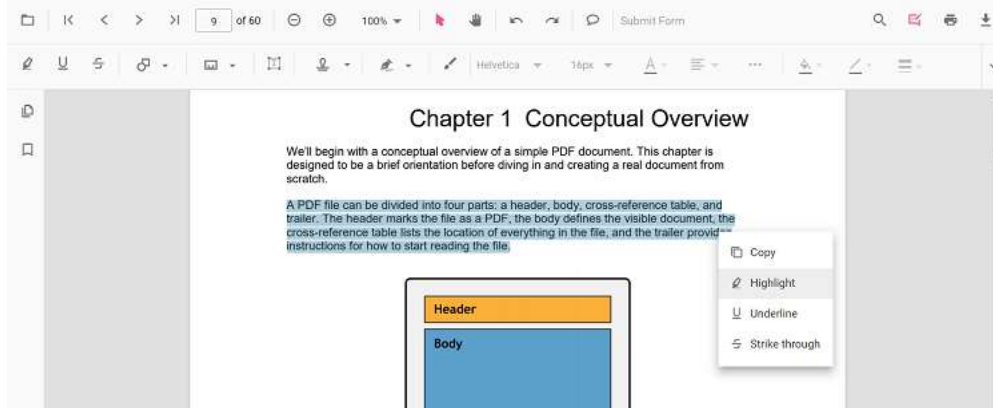 9 of 60 100% Submit Form
Helvetica 16px A
Chapter 1 Conceptual Overview
We'll begin with a conceptual overview of a simple PDF document. This chapter is
designed to be a brief orientation before diving in and creating a real document from
scratch.
A PDF file can be divided into four parts: a header, body, cross-reference table, and
trailer. The header marks the file as a PDF, the body defines the visible document, the
cross-reference table lists the location of everything in the file, and the trailer provides
instructions for how to start reading the file.
Copy
Highlight
Underline
Strike through
Header
Body